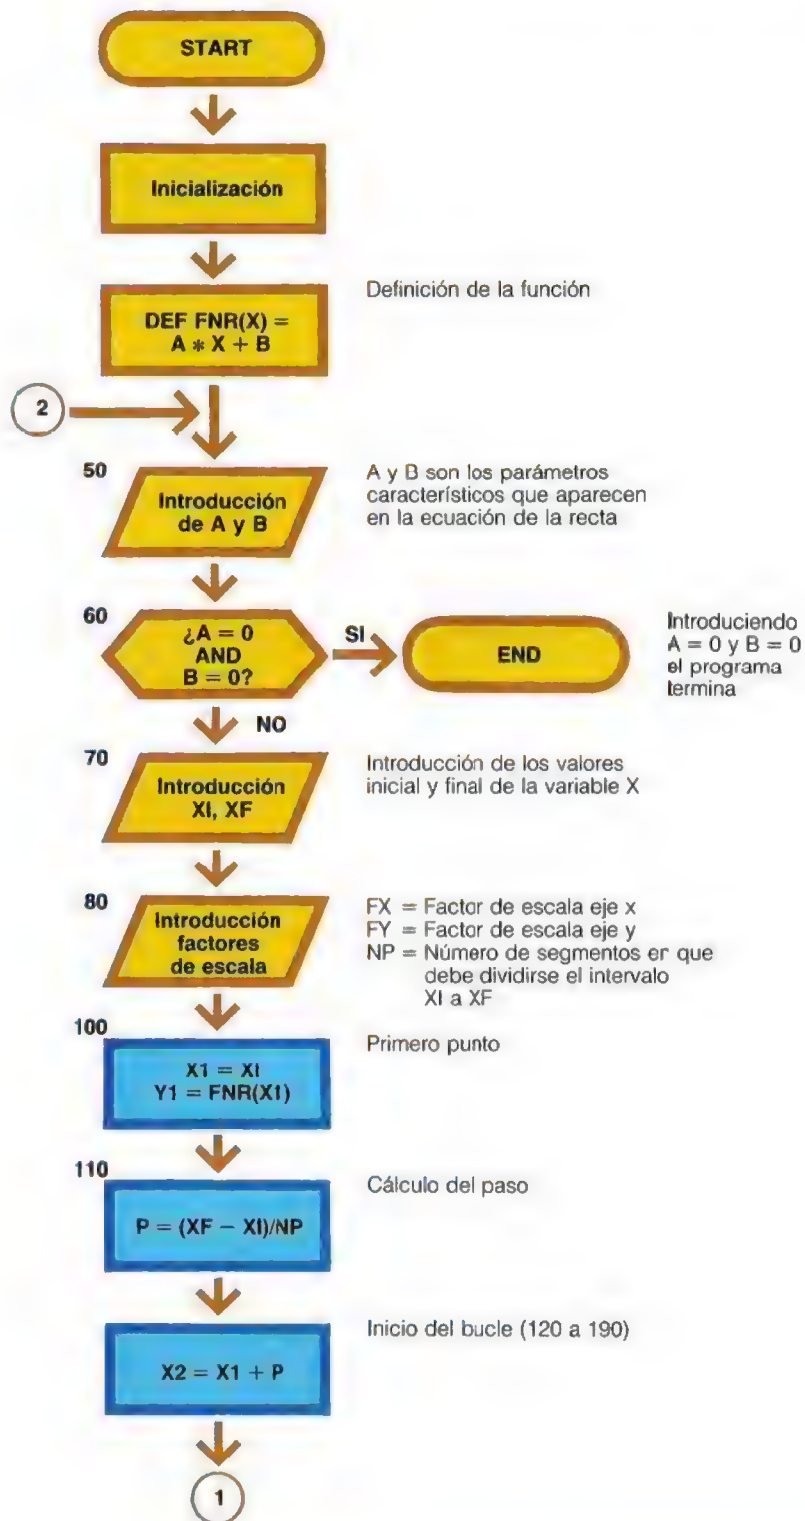 START
Inicialización
DEF FNR(X) =
A * X + B
Definición de la función
2
50
Introducción
de A y B
A y B son los parámetros
característicos que aparecen
en la ecuación de la recta
60
¿A = 0
AND
B = 0?
SI
END
Introduciendo
A = 0 y B = 0
el programa
termina
NO
70
Introducción
XI, XF
Introducción de los valores
inicial y final de la variable X
80
Introducción
factores
de escala
FX = Factor de escala eje x
FY = Factor de escala eje y
NP = Número de segmentos en que
debe dividirse el intervalo
XI a XF
100
X1 = XI
Y1 = FNR(X1)
Primero punto
110
P = (XF − XI)/NP
Cálculo del paso
X2 = X1 + P
Inicio del bucle (120 a 190)
1